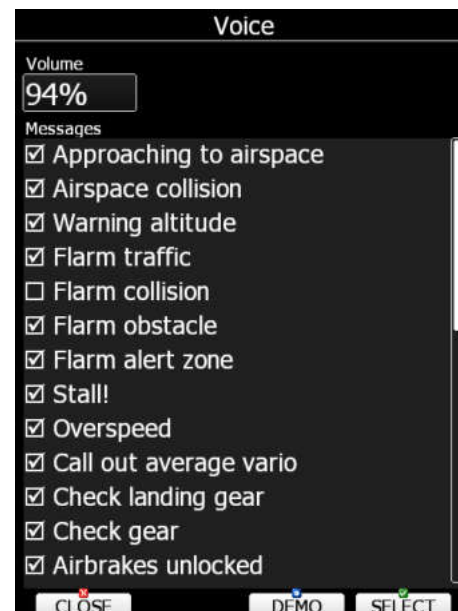 Voice
Volume
94%
Messages
☑ Approaching to airspace
☑ Airspace collision
☑ Warning altitude
☑ Flarm traffic
☐ Flarm collision
☑ Flarm obstacle
☑ Flarm alert zone
☑ Stall!
☑ Overspeed
☑ Call out average vario
☑ Check landing gear
☑ Check gear
☑ Airbrakes unlocked
CLOSE DEMO SELECT